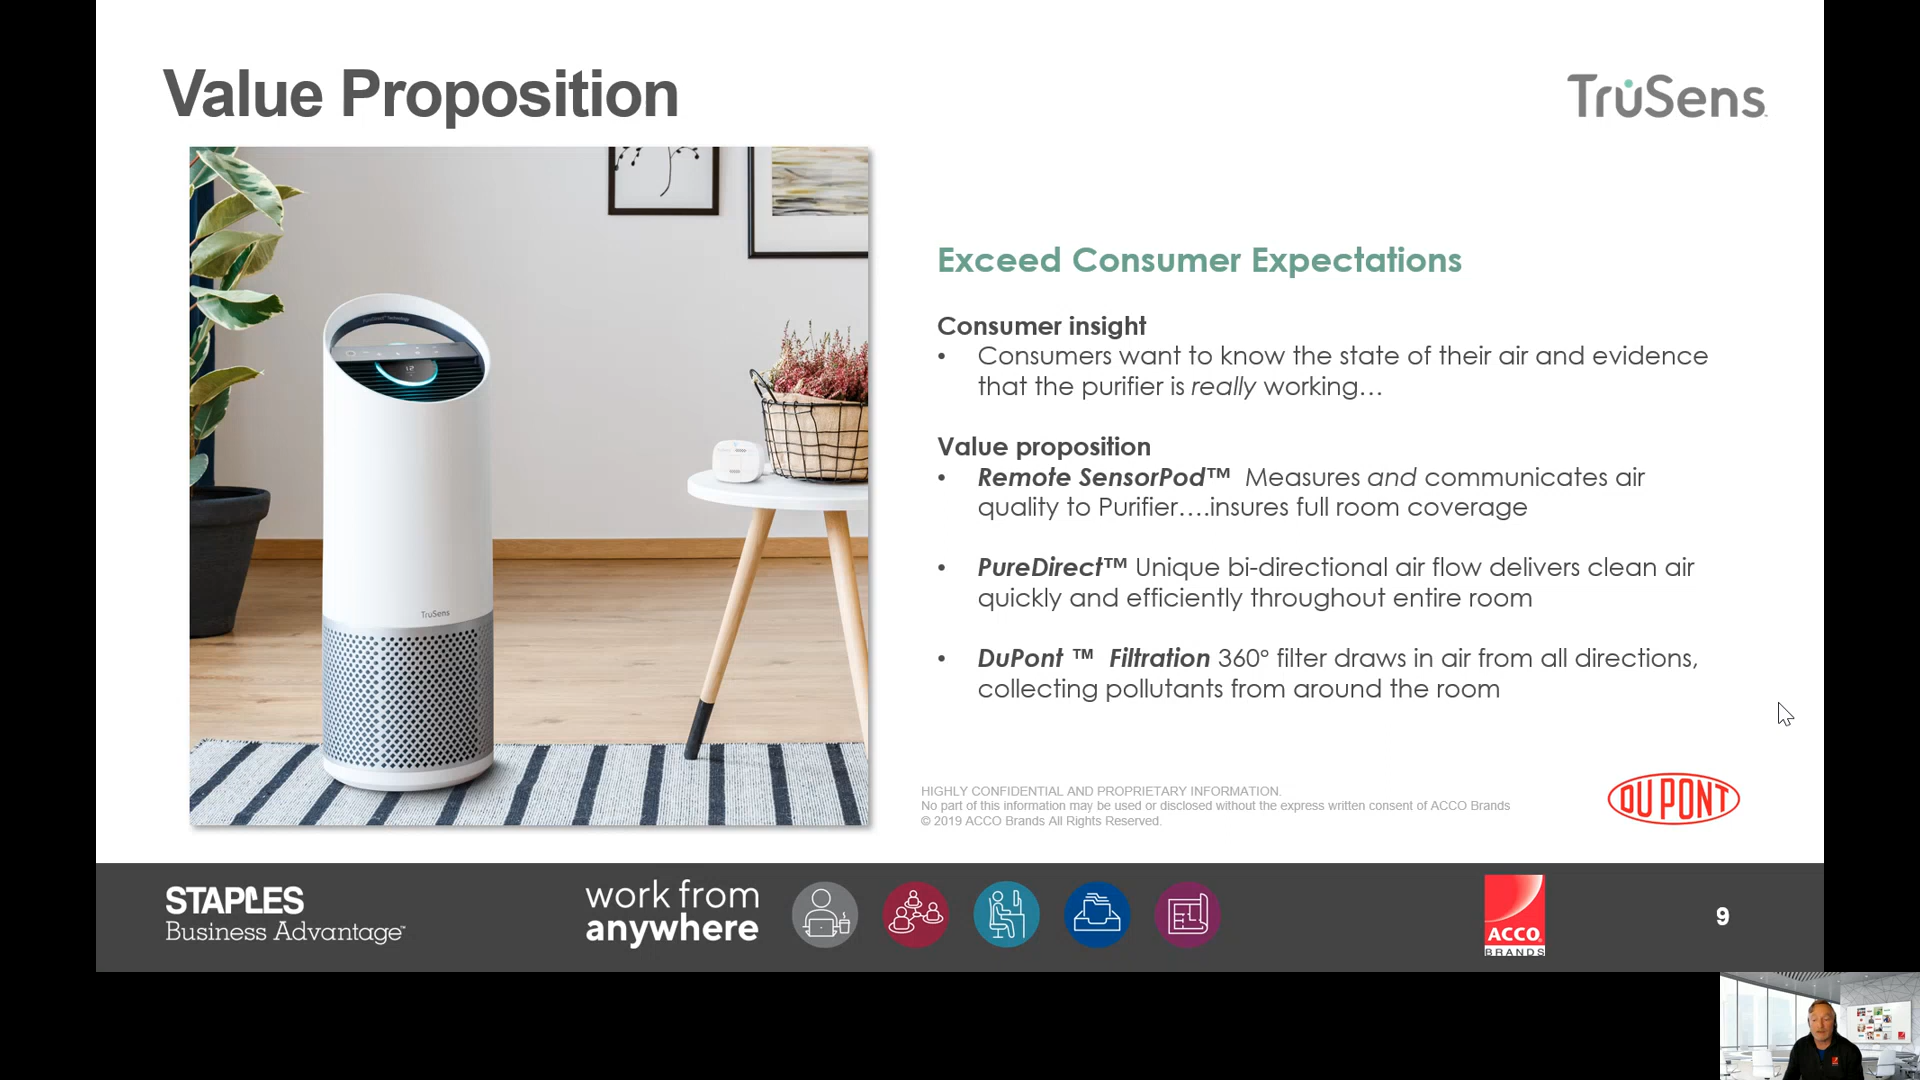 Value Proposition
TruSens
Exceed Consumer Expectations
Consumer insight
• Consumers want to know the state of their air and evidence
that the purifier is really working…
Value proposition
• Remote SensorPod™ Measures and communicates air
quality to Purifier….insures full room coverage
• PureDirect™ Unique bi-directional air flow delivers clean air
quickly and efficiently throughout entire room
• DuPont ™ Filtration 360° filter draws in air from all directions,
collecting pollutants from around the room
TruSens
HIGHLY CONFIDENTIAL AND PROPRIETARY INFORMATION.
No part of this information may be used or disclosed without the express written consent of ACCO Brands
© 2019 ACCO Brands All Rights Reserved.
DU PONT
STAPLES
Business Advantage™
work from
anywhere
ACCO
BRANDS
9